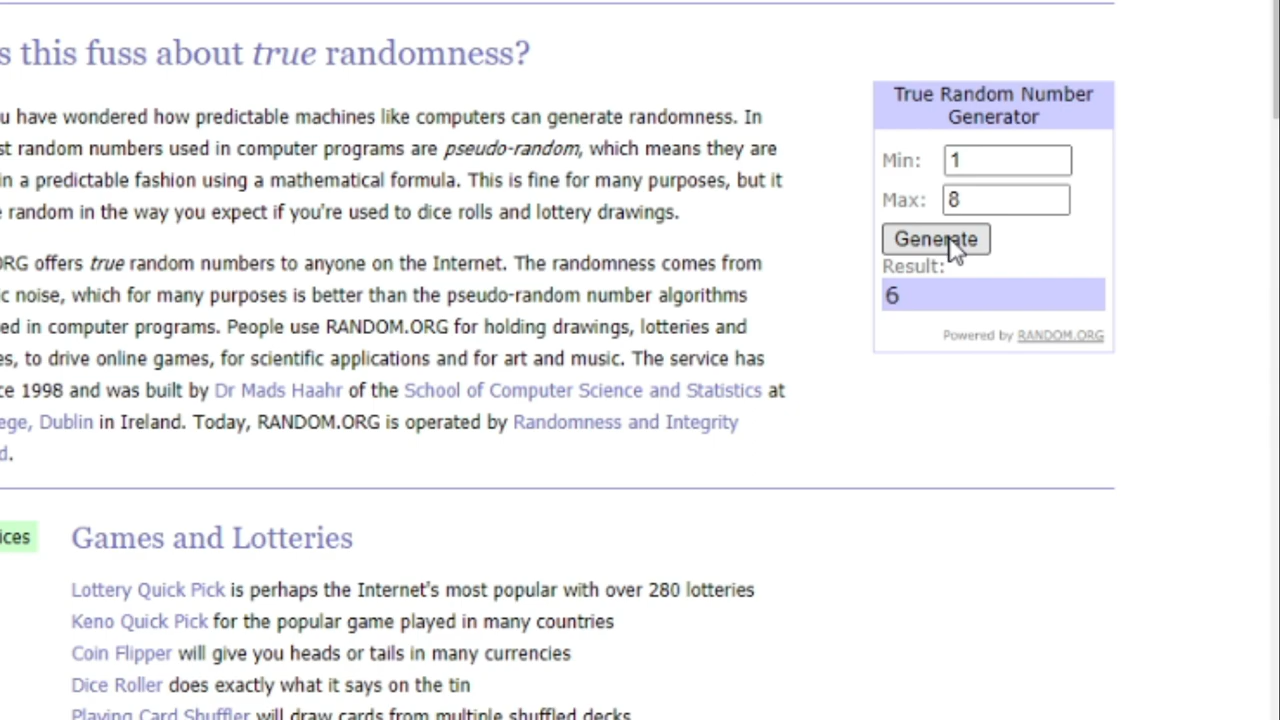 s this fuss about true randomness?
u have wondered how predictable machines like computers can generate randomness. In
st random numbers used in computer programs are pseudo-random, which means they are
in a predictable fashion using a mathematical formula. This is fine for many purposes, but it
e random in the way you expect if you're used to dice rolls and lottery drawings.
ORG offers true random numbers to anyone on the Internet. The randomness comes from
ic noise, which for many purposes is better than the pseudo-random number algorithms
ed in computer programs. People use RANDOM.ORG for holding drawings, lotteries and
es, to drive online games, for scientific applications and for art and music. The service has
ce 1998 and was built by Dr Mads Haahr of the School of Computer Science and Statistics at
ege, Dublin in Ireland. Today, RANDOM.ORG is operated by Randomness and Integrity
d.
True Random Number
Generator
Min: 1
Max: 8
Generate
Result:
6
Powered by RANDOM.ORG
ices
Games and Lotteries
Lottery Quick Pick is perhaps the Internet's most popular with over 280 lotteries
Keno Quick Pick for the popular game played in many countries
Coin Flipper will give you heads or tails in many currencies
Dice Roller does exactly what it says on the tin
Playing Card Shuffler will draw cards from multiple shuffled decks